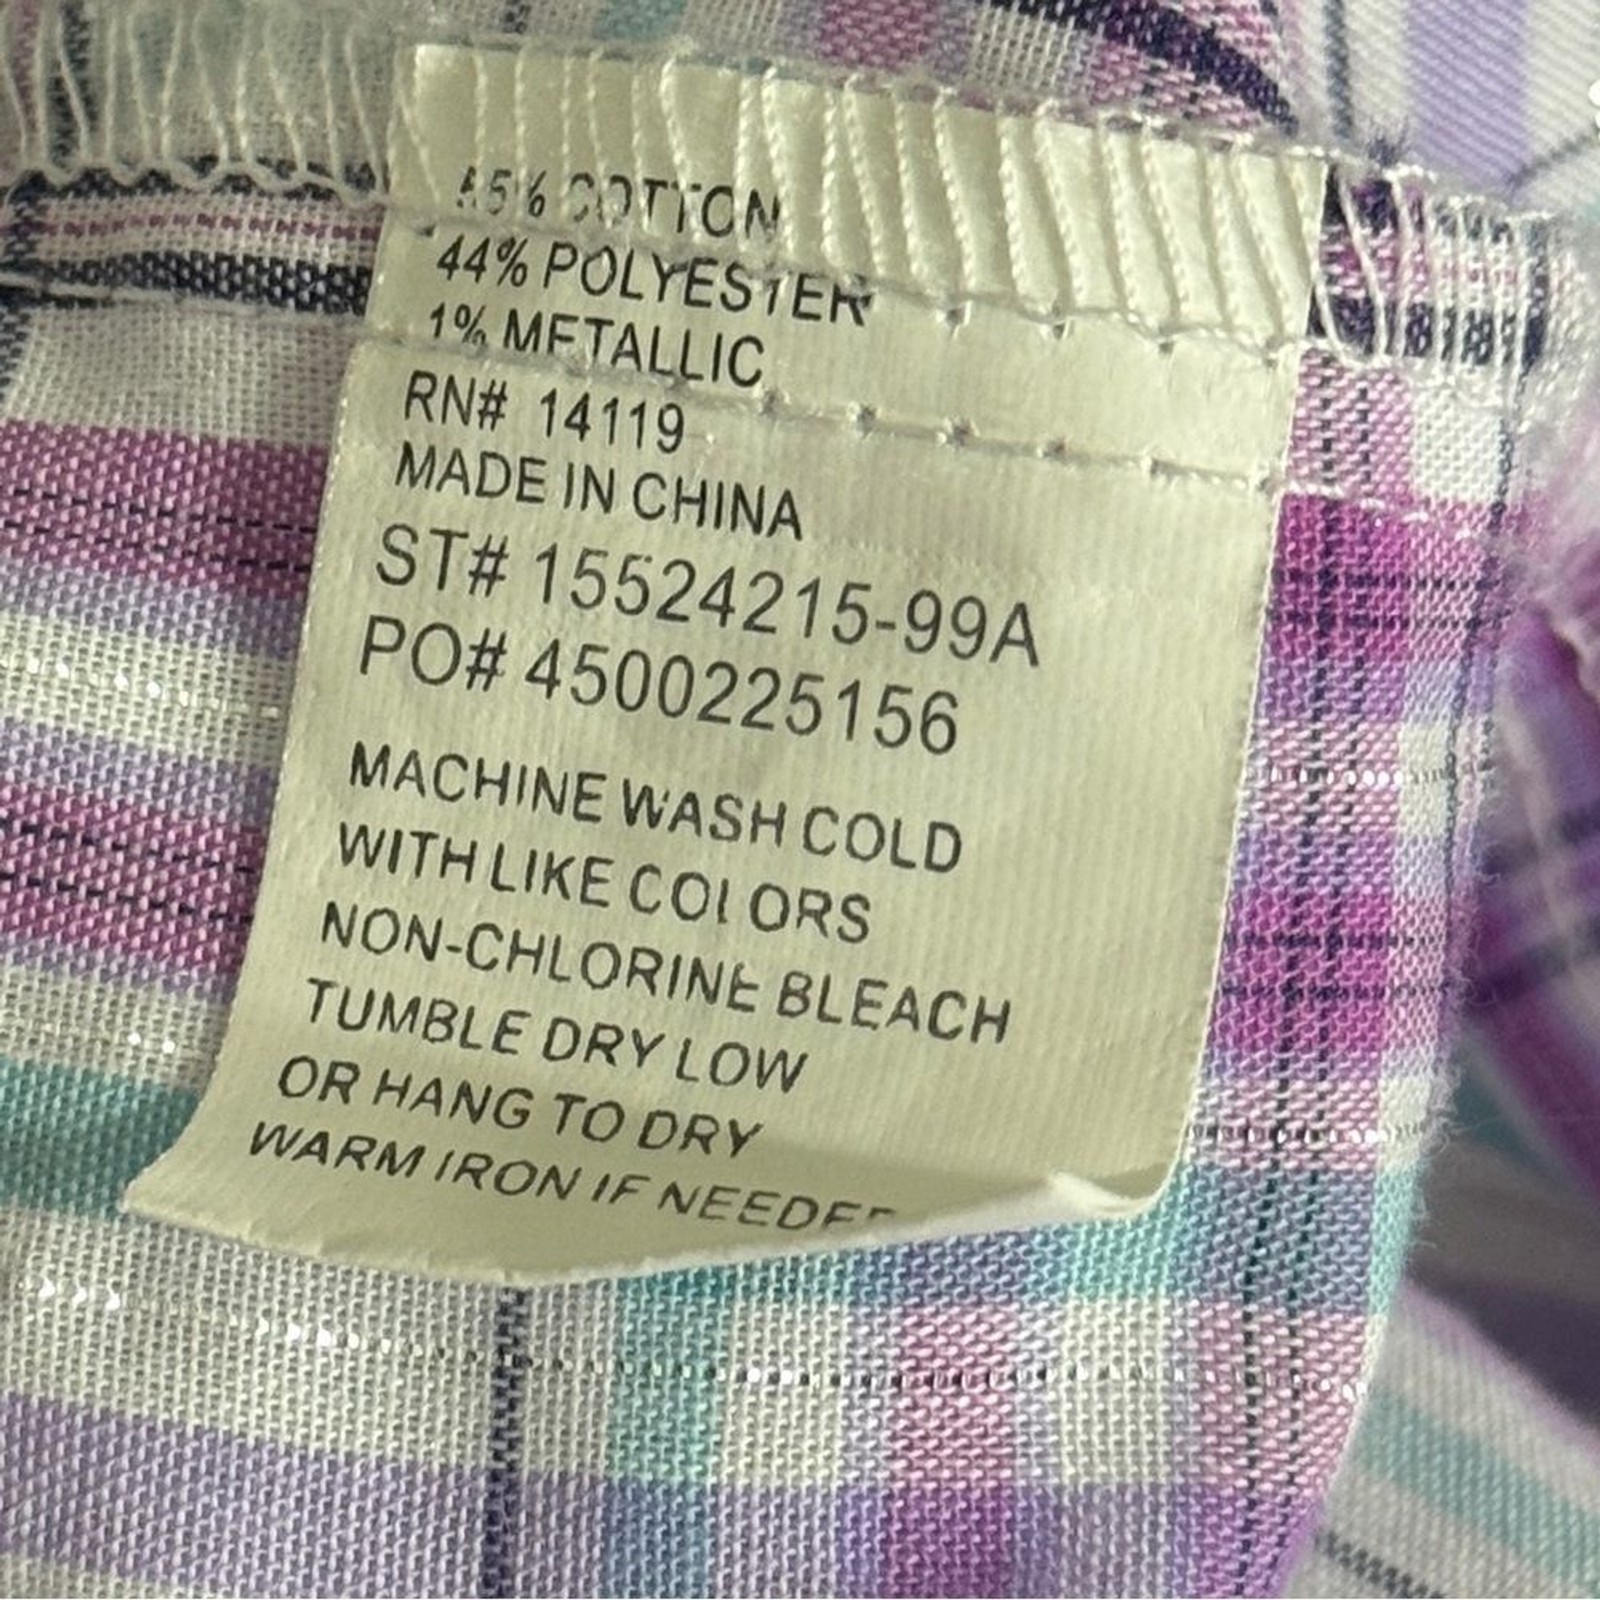 55% COTTON
44% POLYESTER
1% METALLIC
RN# 14119
MADE IN CHINA
ST# 15524215-99A
PO# 4500225156
MACHINE WASH COLD
WITH LIKE COLORS
NON-CHLORINE BLEACH
TUMBLE DRY LOW
OR HANG TO DRY
WARM IRON IF NEEDED